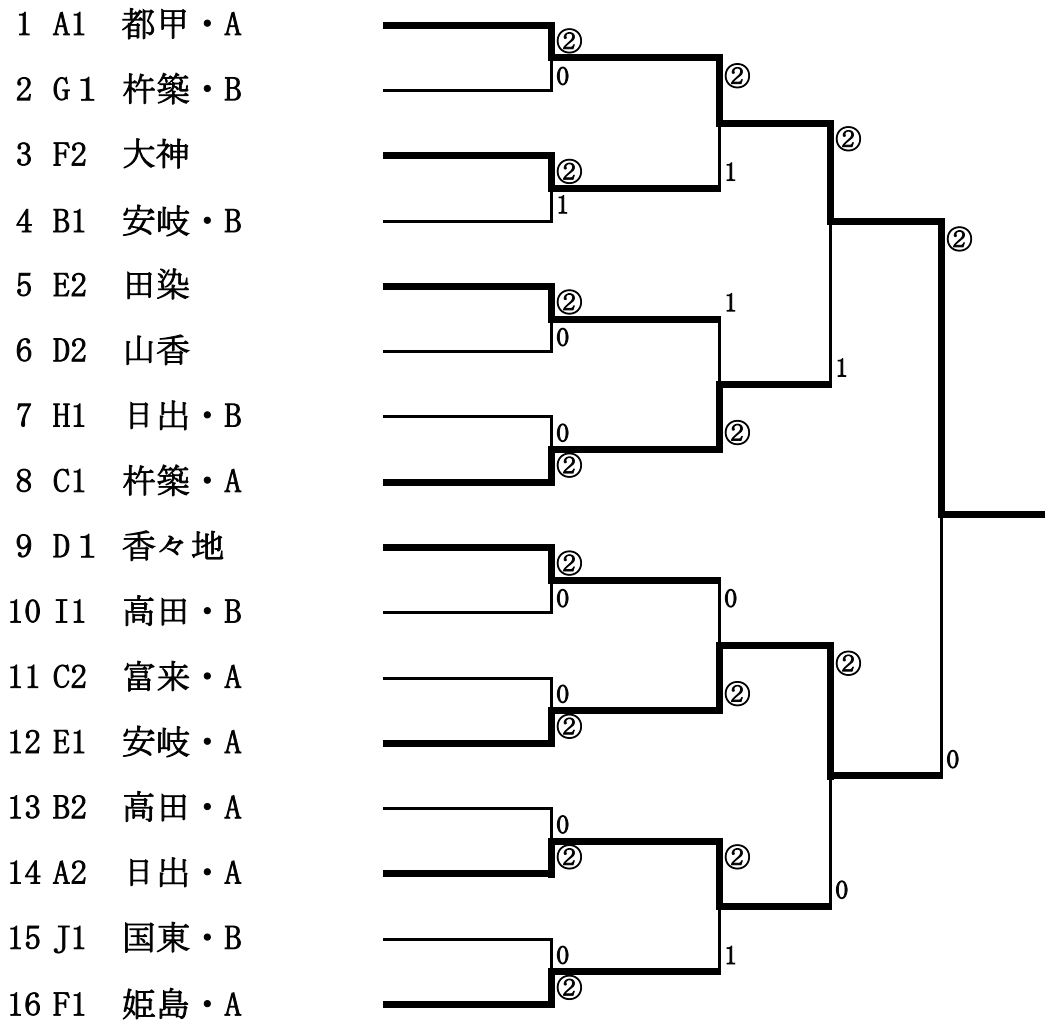 1 A1 都甲・A
②
2 G１ 杵築・B
0
②
3 F2 大神
②
1
4 B1 安岐・B
1
②
5 E2 田染
②
1
6 D2 山香
0
7 H1 日出・B
0
②
8 C1 杵築・A
②
1
②
9 D１ 香々地
②
0
10 I1 高田・B
0
11 C2 富来・A
0
②
12 E1 安岐・A
②
②
0
13 B2 高田・A
0
②
14 A2 日出・A
②
0
15 J1 国東・B
0
1
16 F1 姫島・A
②